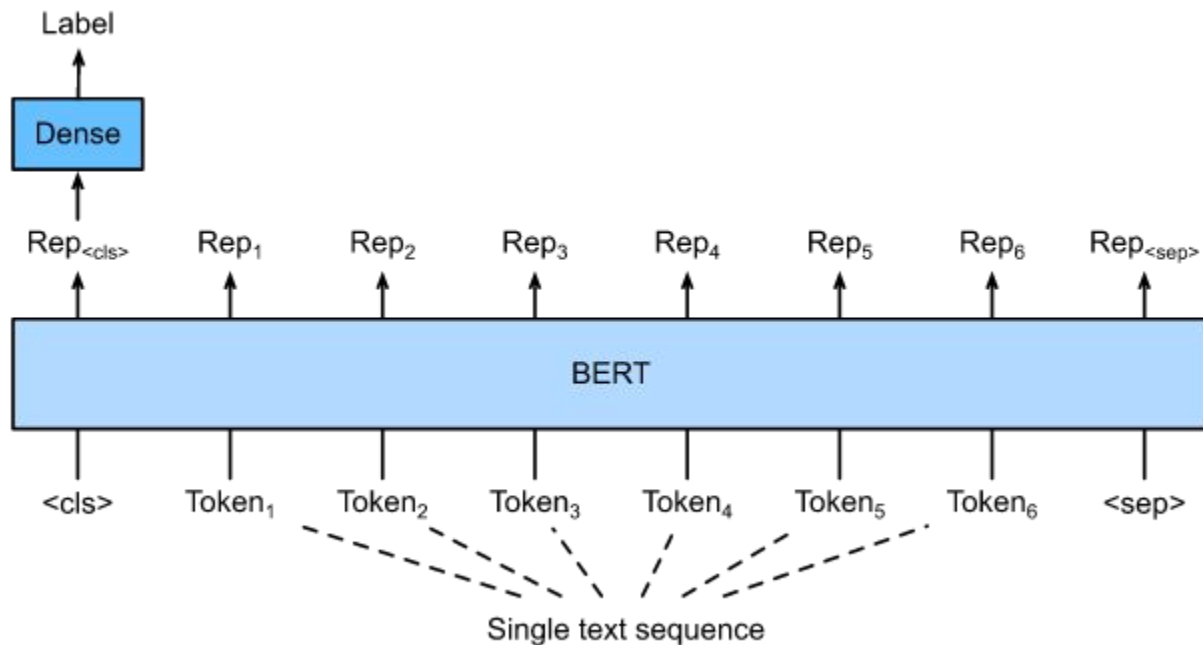 Label
Dense
Rep<cls> Rep1 Rep2 Rep3 Rep4 Rep5 Rep6 Rep<sep>
BERT
<cls> Token1 Token2 Token3 Token4 Token5 Token6 <sep>
Single text sequence